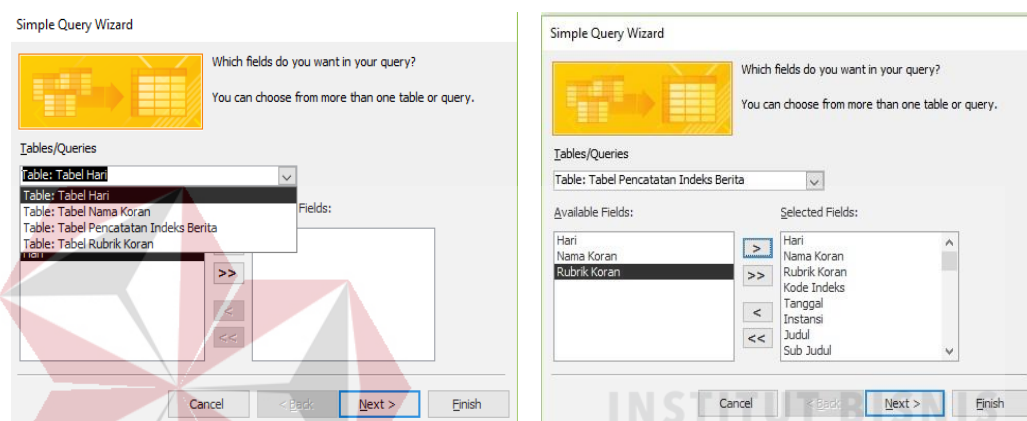 Simple Query Wizard
Which fields do you want in your query?
You can choose from more than one table or query.
Tables/Queries
Table: Tabel Hari
Table: Tabel Hari
Table: Tabel Nama Koran
Table: Tabel Pencatatan Indeks Berita
Table: Tabel Rubrik Koran
Fields:
Hari
>>
<
<<
Cancel
< Back
Next >
Finish
Simple Query Wizard
Which fields do you want in your query?
You can choose from more than one table or query.
Tables/Queries
Table: Tabel Pencatatan Indeks Berita
Available Fields:
Selected Fields:
Hari
Nama Koran
Rubrik Koran
>
>>
<
<<
Hari
Nama Koran
Rubrik Koran
Kode Indeks
Tanggal
Instansi
Judul
Sub Judul
Cancel
< Back
Next >
Finish
INSTITUT BISNIS